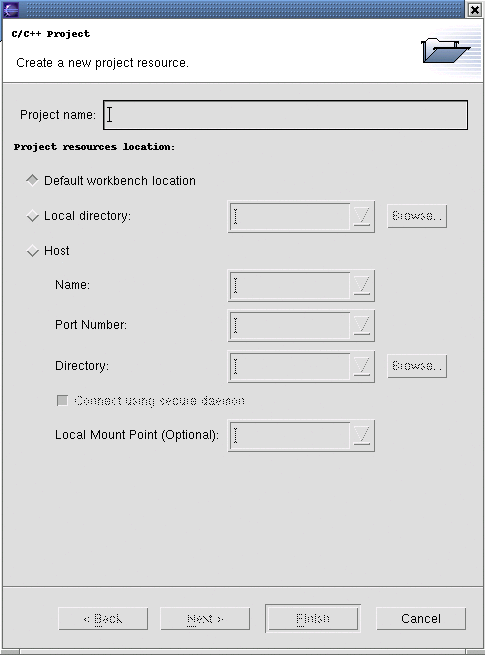 C/C++ Project
Create a new project resource.
Project name:
Project resources location:
Default workbench location
Local directory:
Browse..
Host
Name:
Port Number:
Directory:
Browse..
Connect using secure daemon
Local Mount Point (Optional):
< Back
Next >
Finish
Cancel